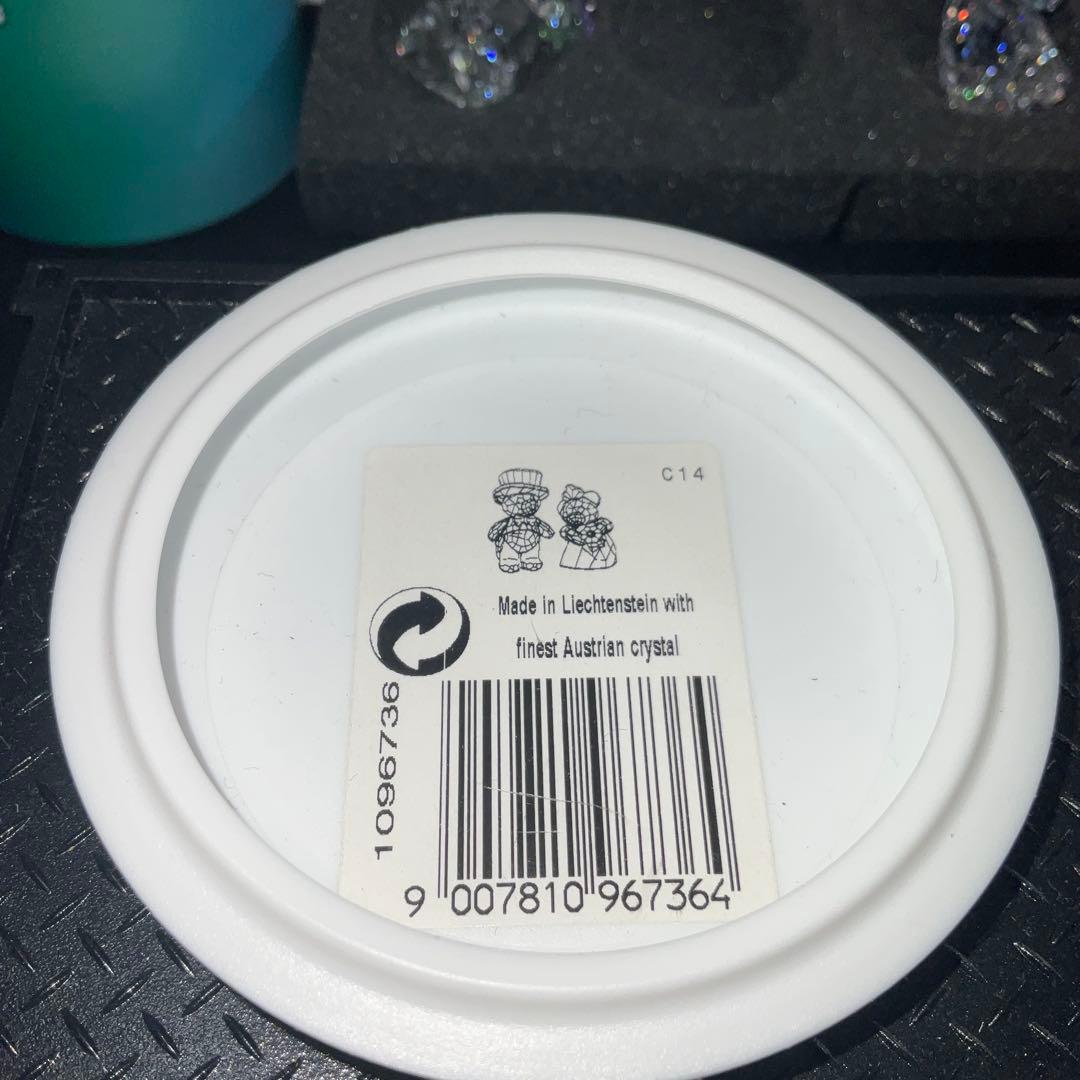 C14
Made in Liechtenstein with
finest Austrian crystal
1096736
9 007810 967364